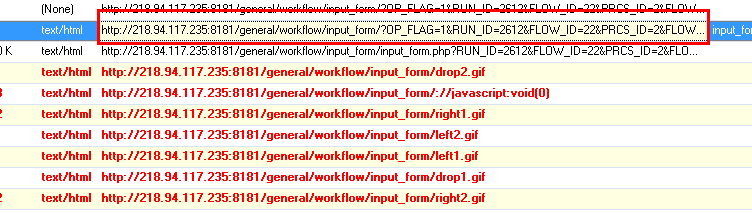 (None) http://218.94.117.235:8181/general/workflow/input_form/?OP_FLAG=1&RUN_ID=2612&FLOW_ID=22&PRCS_ID=2&FLOW...
text/html http://218.94.117.235:8181/general/workflow/input_form/?OP_FLAG=1&RUN_ID=2612&FLOW_ID=22&PRCS_ID=2&FLOW... input_form
0 K text/html http://218.94.117.235:8181/general/workflow/input_form/input_form.php?RUN_ID=2612&FLOW_ID=22&PRCS_ID=2&FLO...
text/html http://218.94.117.235:8181/general/workflow/input_form/drop2.gif
text/html http://218.94.117.235:8181/general/workflow/input_form/://javascript:void(0)
2 text/html http://218.94.117.235:8181/general/workflow/input_form/right1.gif
text/html http://218.94.117.235:8181/general/workflow/input_form/left2.gif
text/html http://218.94.117.235:8181/general/workflow/input_form/left1.gif
text/html http://218.94.117.235:8181/general/workflow/input_form/drop1.gif
2 text/html http://218.94.117.235:8181/general/workflow/input_form/right2.gif